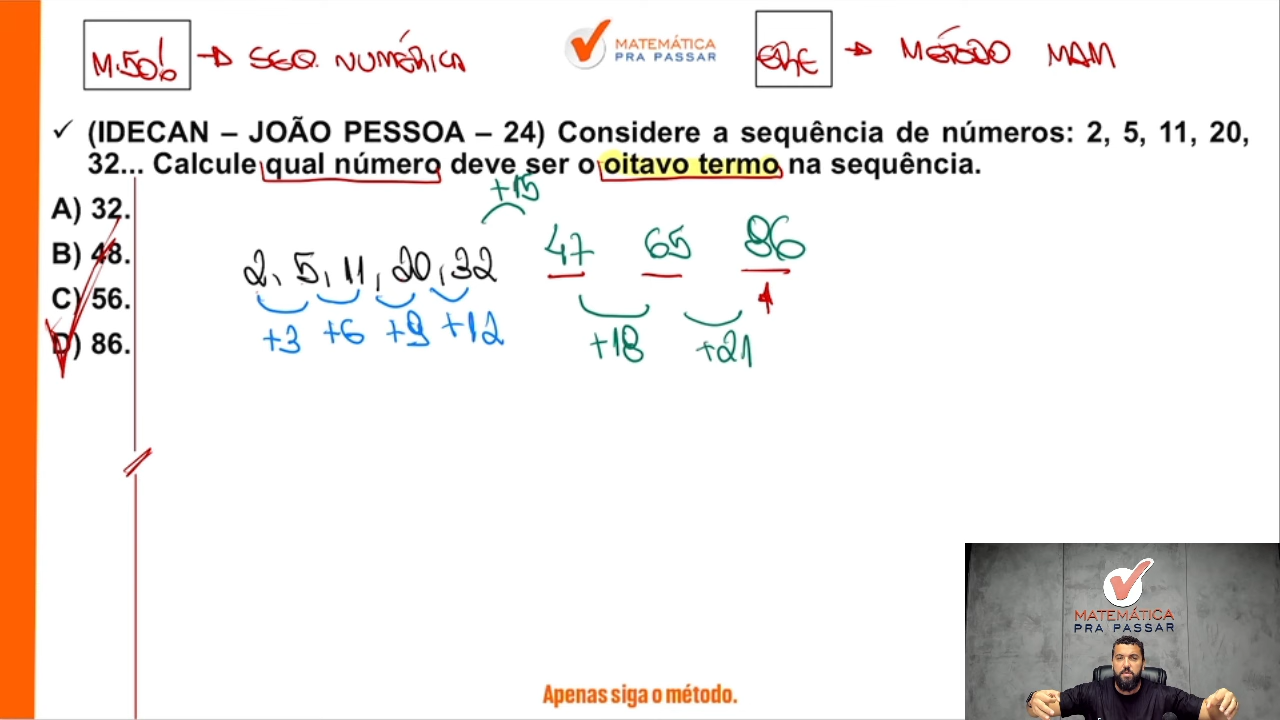 M.50% → SEQ. NUMÉRICA
MATEMÁTICA
PRA PASSAR
→ MÉTODO MAM
✓ (IDECAN – JOÃO PESSOA – 24) Considere a sequência de números: 2, 5, 11, 20,
32... Calcule qual número deve ser o oitavo termo na sequência.
A) 32.
B) 48.
C) 56.
D) 86.
+15
2, 5, 11, 20, 32 47 65 86
+3 +6 +9 +12 +18 +21
MATEMÁTICA
PRA PASSAR
Apenas siga o método.